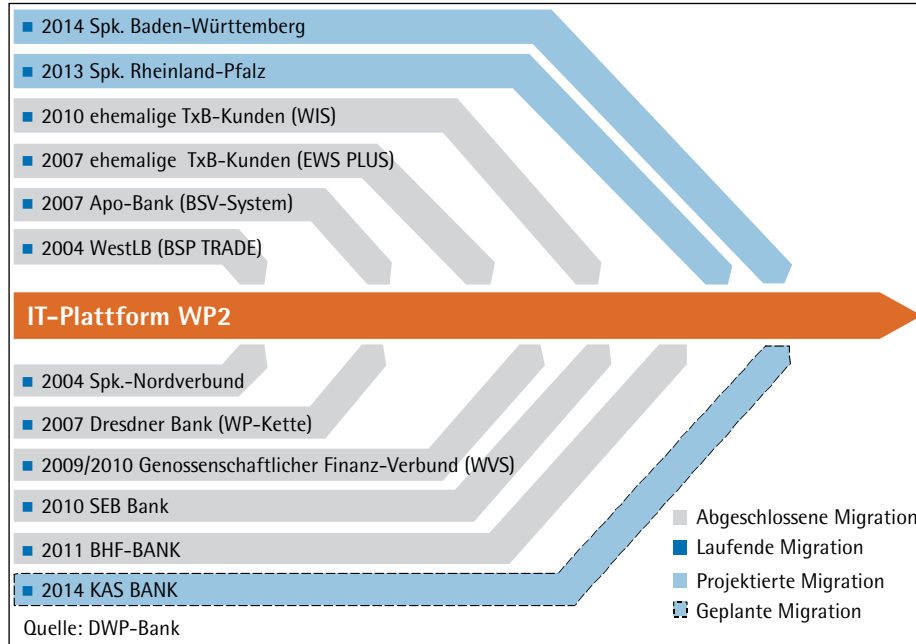 2014 Spk. Baden-Württemberg
2013 Spk. Rheinland-Pfalz
2010 ehemalige TxB-Kunden (WIS)
2007 ehemalige TxB-Kunden (EWS PLUS)
2007 Apo-Bank (BSV-System)
2004 WestLB (BSP TRADE)
IT-Plattform WP2
2004 Spk.-Nordverbund
2007 Dresdner Bank (WP-Kette)
2009/2010 Genossenschaftlicher Finanz-Verbund (WVS)
2010 SEB Bank
2011 BHF-BANK
2014 KAS BANK
Abgeschlossene Migration
Laufende Migration
Projektierte Migration
Geplante Migration
Quelle: DWP-Bank